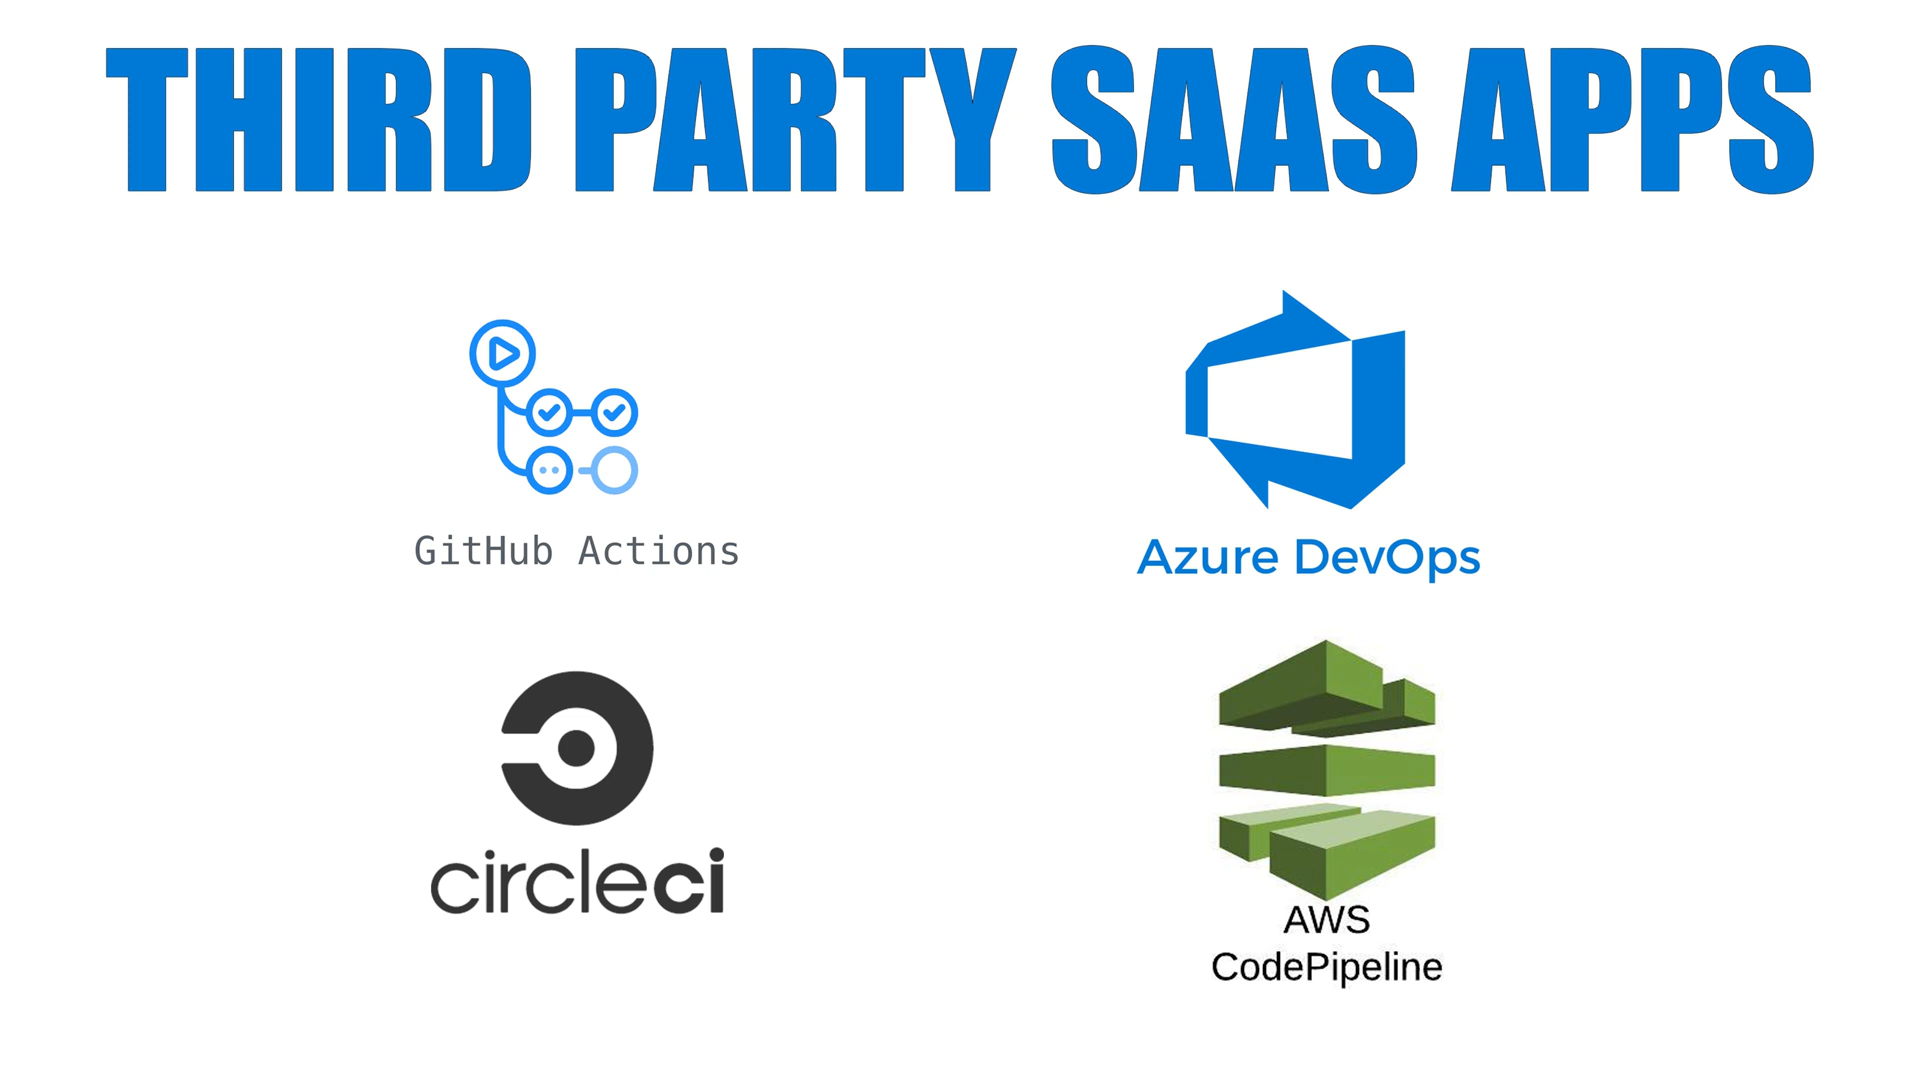 THIRD PARTY SAAS APPS
GitHub Actions
Azure DevOps
circleci
AWS
CodePipeline